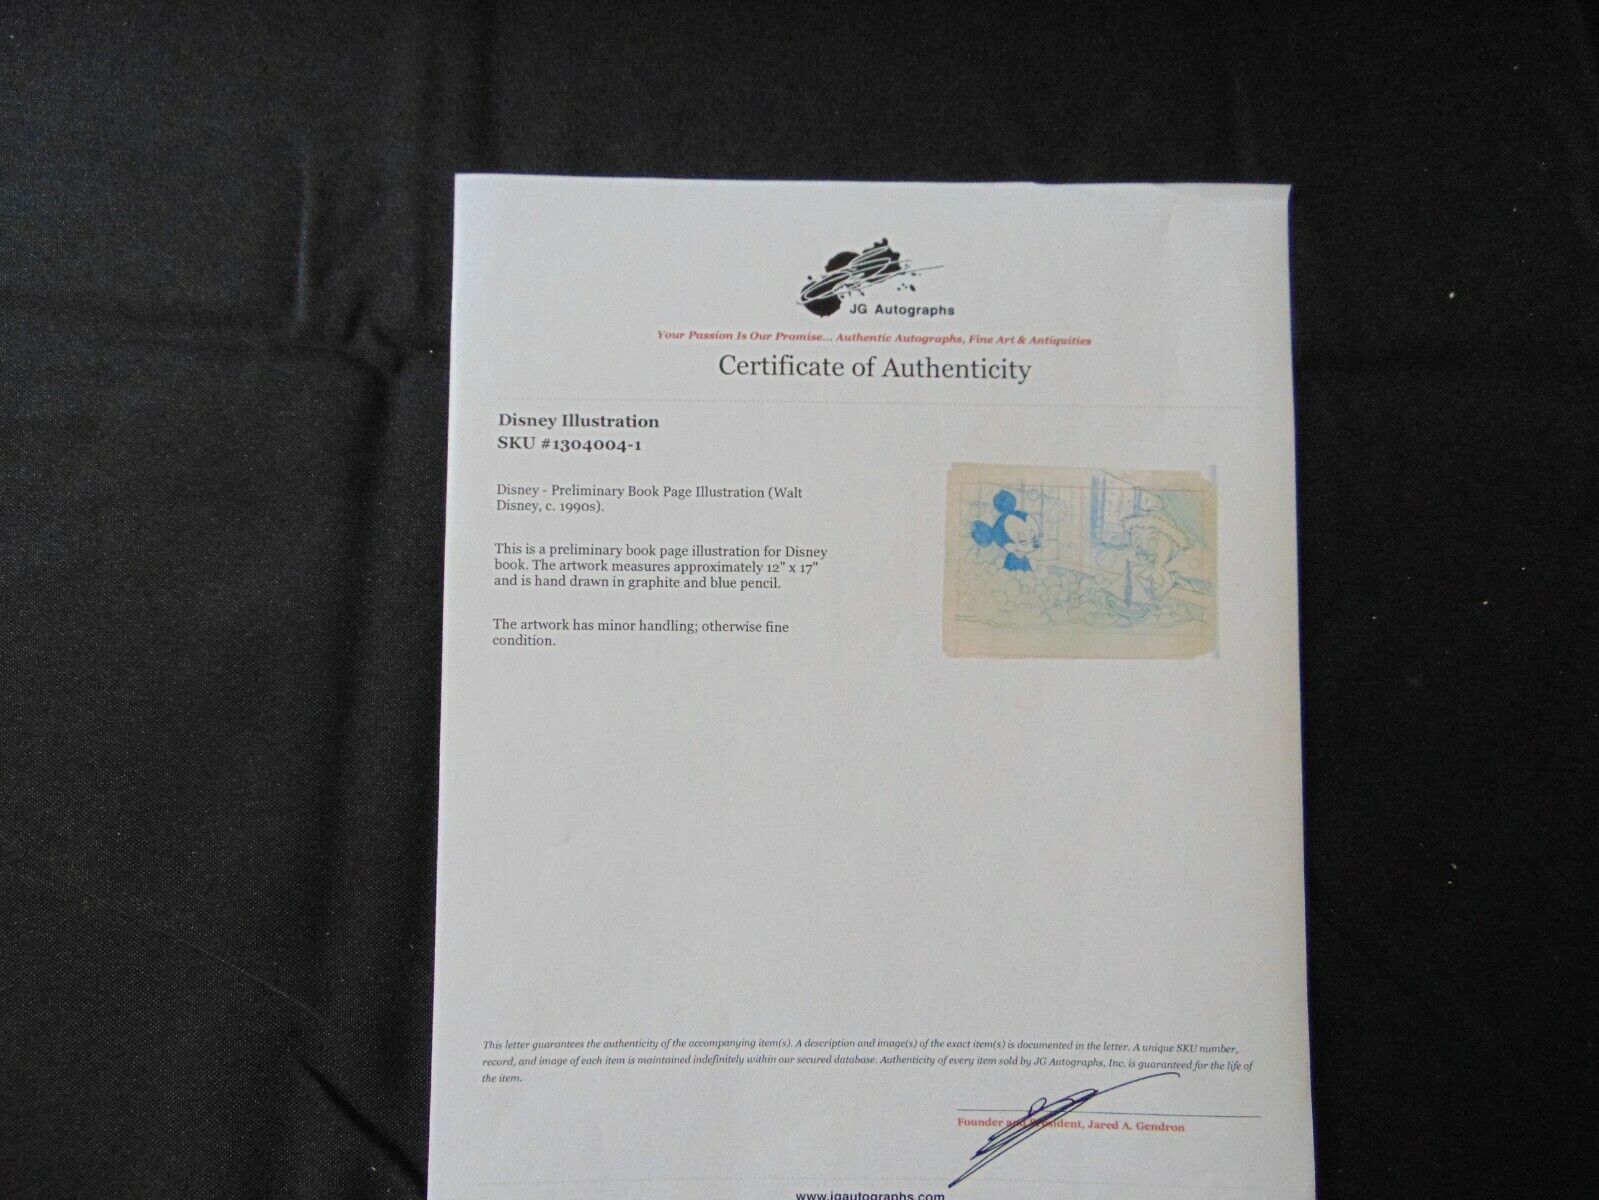 JG Autographs
Your Passion Is Our Promise... Authentic Autographs, Fine Art & Antiquities
Certificate of Authenticity
Disney Illustration
SKU #1304004-1
Disney - Preliminary Book Page Illustration (Walt
Disney, c. 1990s).
This is a preliminary book page illustration for Disney
book. The artwork measures approximately 12" x 17"
and is hand drawn in graphite and blue pencil.
The artwork has minor handling; otherwise fine
condition.
This letter guarantees the authenticity of the accompanying item(s). A description and image(s) of the exact item(s) is documented in the letter. A unique SKU number,
record, and image of each item is maintained indefinitely within our secured database. Authenticity of every item sold by JG Autographs, Inc. is guaranteed for the life of
the item.
Founder and President, Jared A. Gendron
www.jgautographs.com